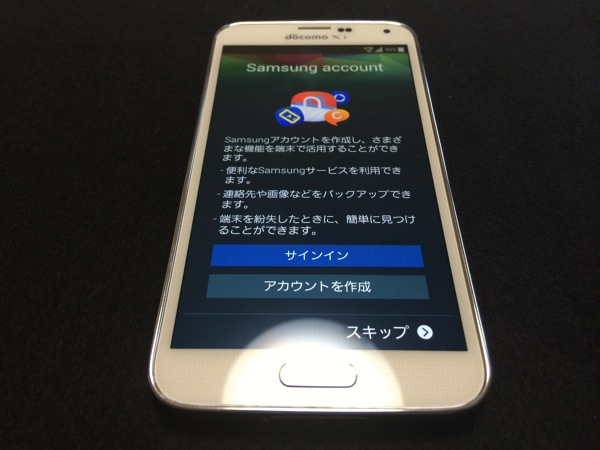 döcomo Xi
Samsung account
Samsungアカウントを作成し、さまざ
まな機能を端末で活用することができ
ます。
- 便利なSamsungサービスを利用でき
ます。
- 連絡先や画像などをバックアップでき
ます。
- 端末を紛失したときに、簡単に見つけ
ることができます。
サインイン
アカウントを作成
スキップ